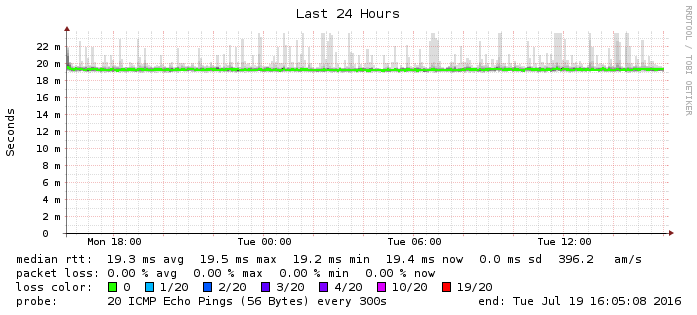 Last 24 Hours
RRDTOOL / TOBI OETIKER
Seconds
22 m
20 m
18 m
16 m
14 m
12 m
10 m
8 m
6 m
4 m
2 m
0
Mon 18:00 Tue 00:00 Tue 06:00 Tue 12:00
median rtt: 19.3 ms avg 19.5 ms max 19.2 ms min 19.4 ms now 0.0 ms sd 396.2 am/s
packet loss: 0.00 % avg 0.00 % max 0.00 % min 0.00 % now
loss color: 0 1/20 2/20 3/20 4/20 10/20 19/20
probe: 20 ICMP Echo Pings (56 Bytes) every 300s end: Tue Jul 19 16:05:08 2016